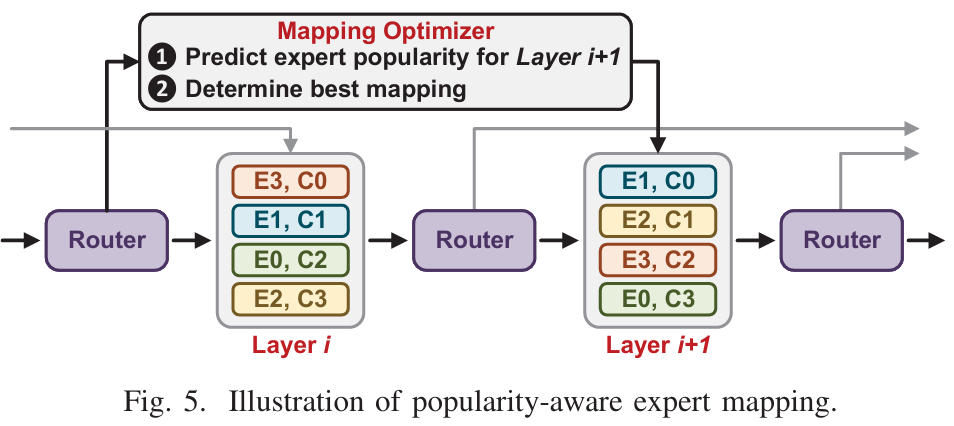 Mapping Optimizer
❶ Predict expert popularity for Layer i+1
❷ Determine best mapping
Router
E3, C0
E1, C1
E0, C2
E2, C3
Layer i
Router
E1, C0
E2, C1
E3, C2
E0, C3
Layer i+1
Router
Fig. 5. Illustration of popularity-aware expert mapping.